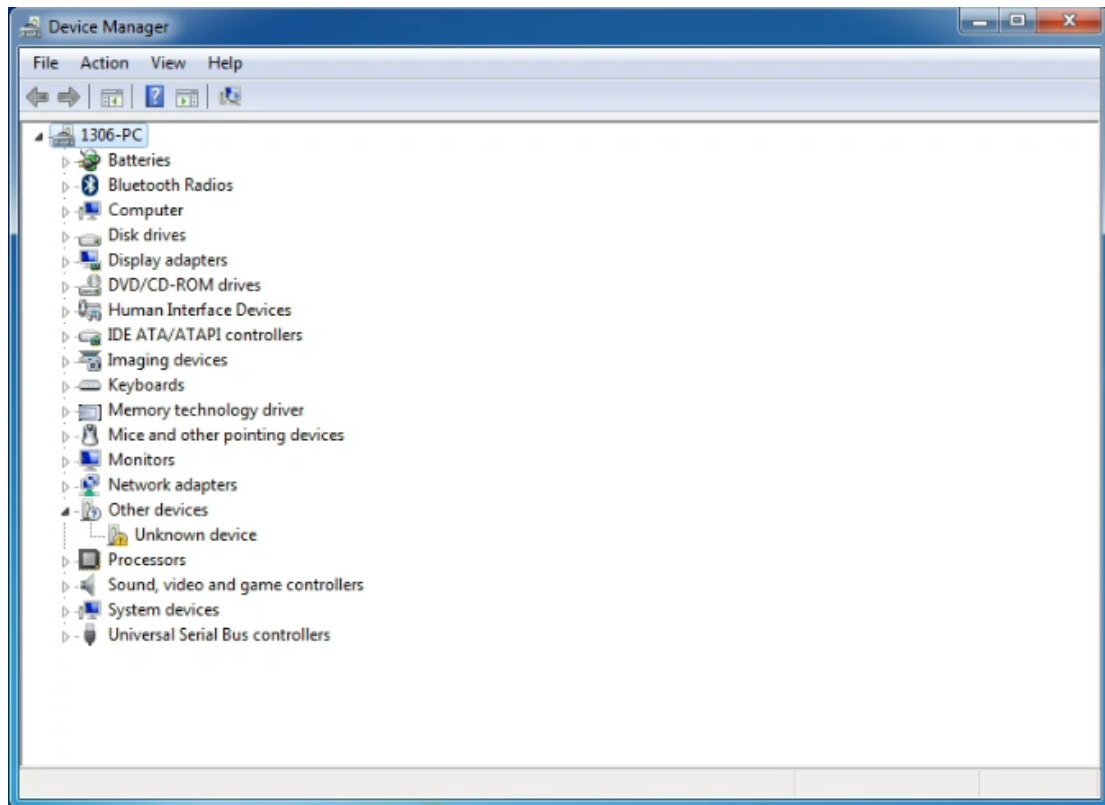 Device Manager
File Action View Help
1306-PC
Batteries
Bluetooth Radios
Computer
Disk drives
Display adapters
DVD/CD-ROM drives
Human Interface Devices
IDE ATA/ATAPI controllers
Imaging devices
Keyboards
Memory technology driver
Mice and other pointing devices
Monitors
Network adapters
Other devices
Unknown device
Processors
Sound, video and game controllers
System devices
Universal Serial Bus controllers